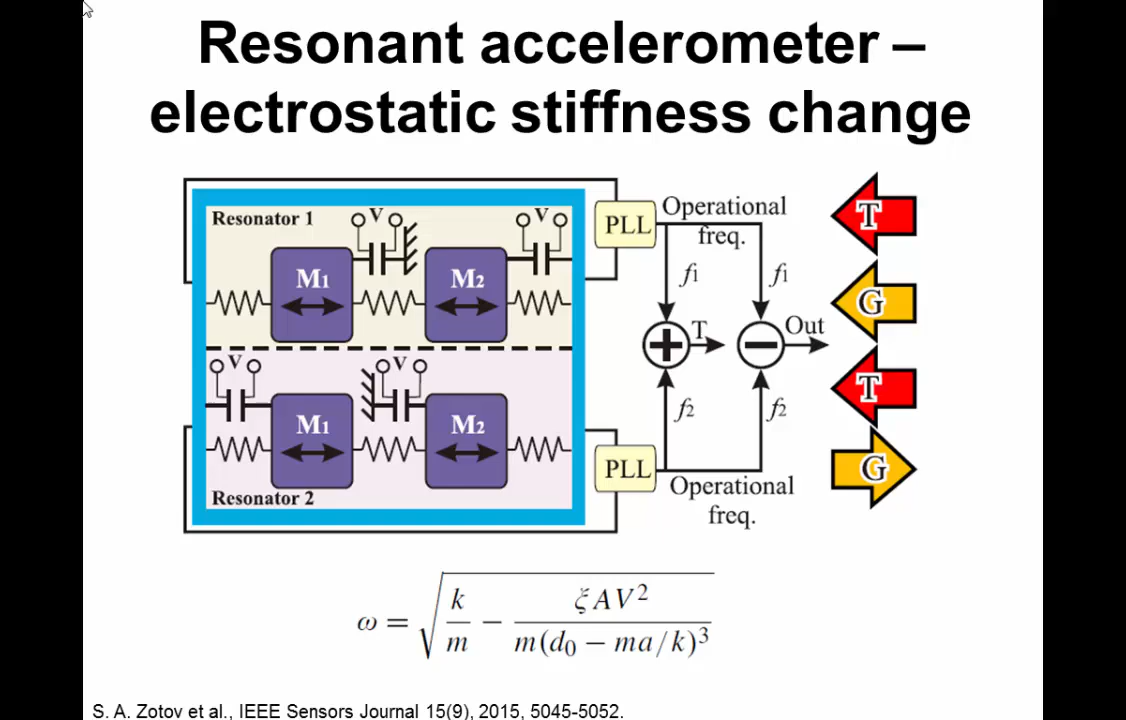 Resonant accelerometer –
electrostatic stiffness change
Resonator 1
V
V
M1
M2
V
V
M1
M2
Resonator 2
PLL
Operational
freq.
f1
f1
T
Out
f2
f2
PLL
Operational
freq.
T
G
T
G
ω = √(k/m − ξAV²/m(d₀ − ma/k)³)
S. A. Zotov et al., IEEE Sensors Journal 15(9), 2015, 5045-5052.